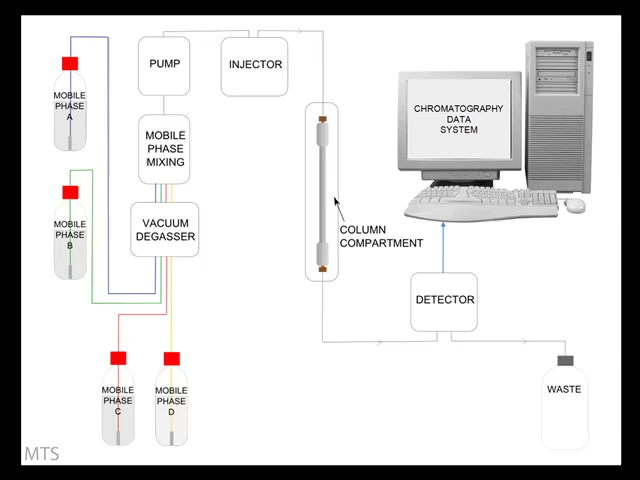 MOBILE
PHASE
A
PUMP
INJECTOR
CHROMATOGRAPHY
DATA
SYSTEM
MOBILE
PHASE
MIXING
MOBILE
PHASE
B
VACUUM
DEGASSER
COLUMN
COMPARTMENT
DETECTOR
MOBILE
PHASE
C
MOBILE
PHASE
D
WASTE
MTS